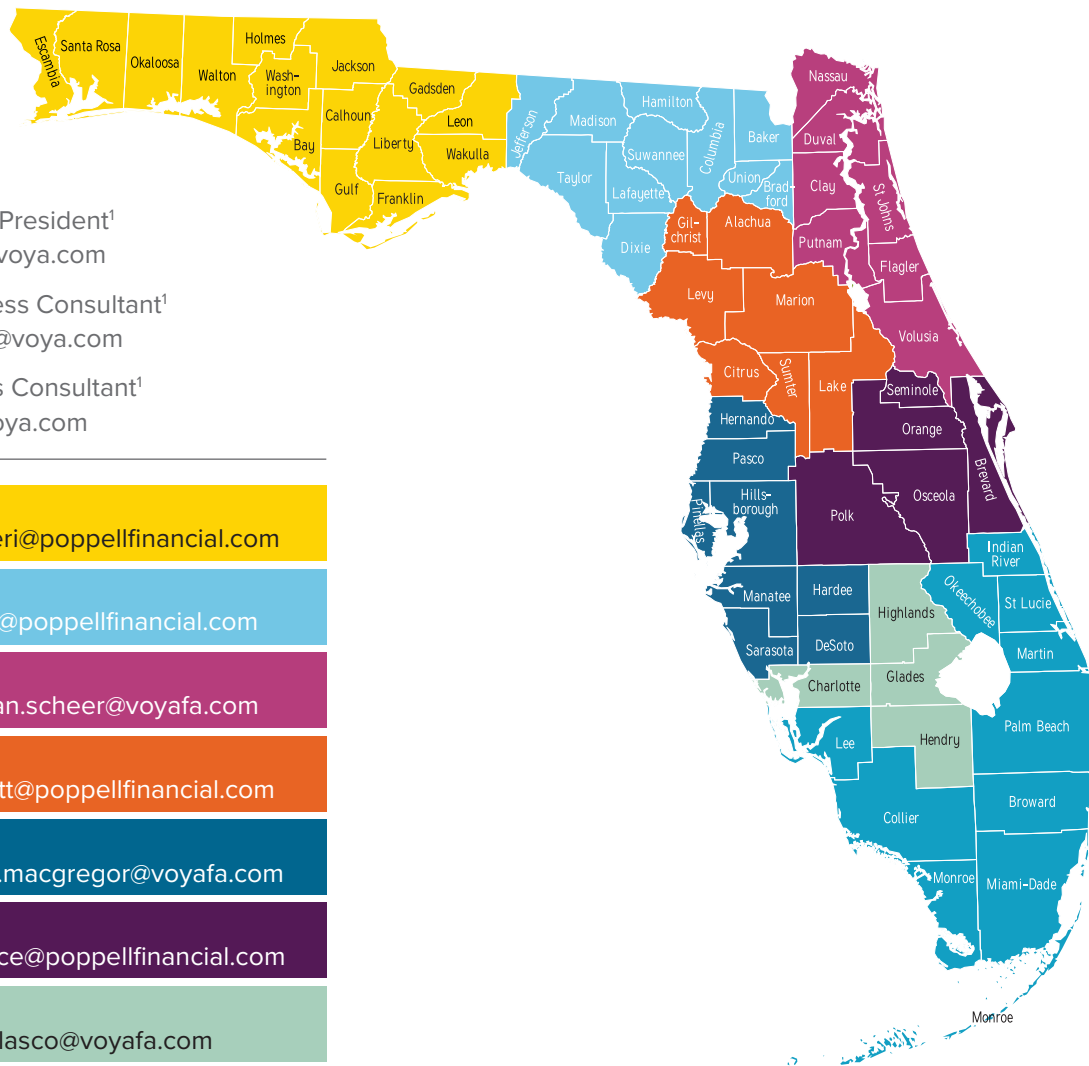 President¹
voya.com
ess Consultant¹
@voya.com
s Consultant¹
oya.com
eri@poppellfinancial.com
@poppellfinancial.com
an.scheer@voyafa.com
tt@poppellfinancial.com
.macgregor@voyafa.com
ce@poppellfinancial.com
lasco@voyafa.com
Escambia
Santa Rosa
Okaloosa
Walton
Holmes
Wash-
ington
Jackson
Bay
Calhoun
Gulf
Liberty
Gadsden
Leon
Wakulla
Franklin
Jefferson
Madison
Taylor
Hamilton
Suwannee
Lafayette
Dixie
Columbia
Baker
Union
Brad-
ford
Nassau
Duval
Clay
St Johns
Putnam
Flagler
Volusia
Gil-
christ
Alachua
Levy
Marion
Citrus
Sumter
Lake
Hernando
Pasco
Pinellas
Hills-
borough
Manatee
Hardee
Sarasota
DeSoto
Seminole
Orange
Brevard
Osceola
Polk
Indian
River
Okeechobee
St Lucie
Martin
Highlands
Charlotte
Glades
Hendry
Lee
Palm Beach
Broward
Collier
Monroe
Miami-Dade
Monroe